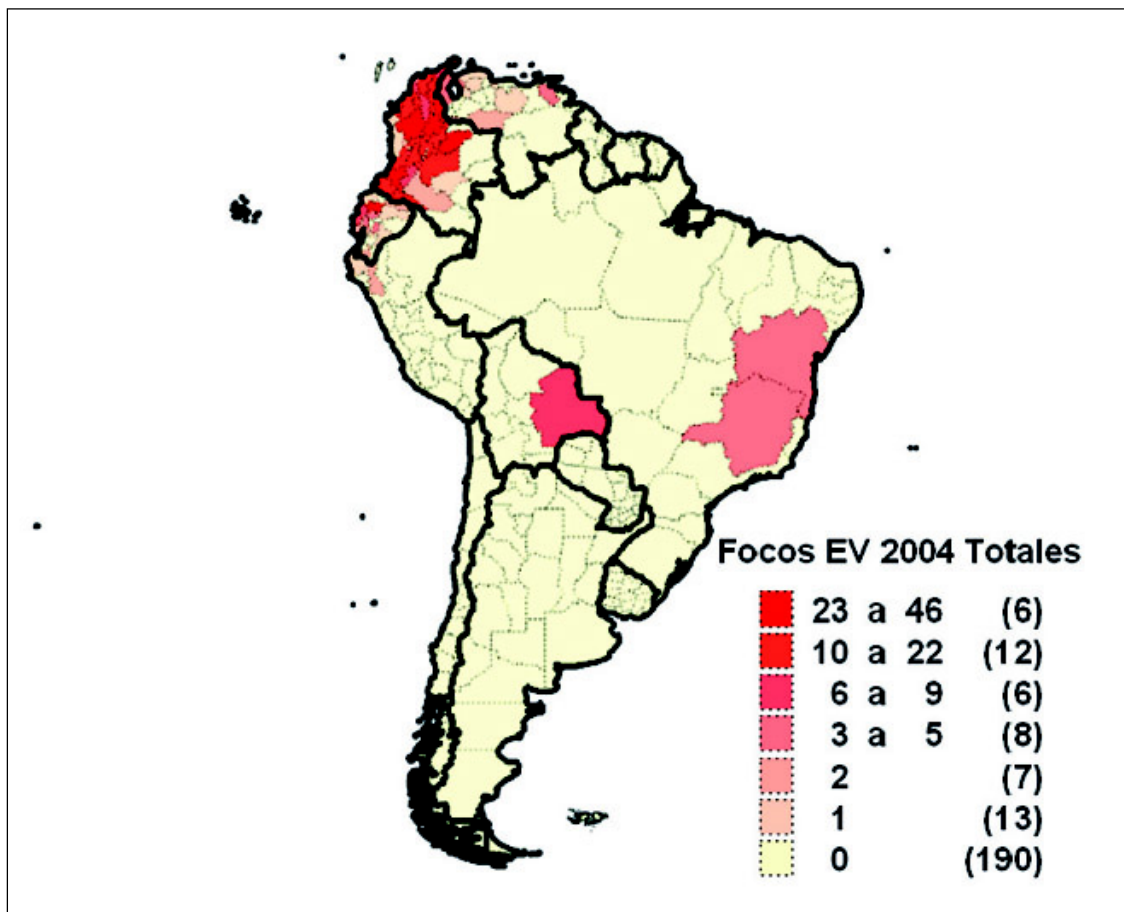 Focos EV 2004 Totales
23 a 46 (6)
10 a 22 (12)
6 a 9 (6)
3 a 5 (8)
2 (7)
1 (13)
0 (190)